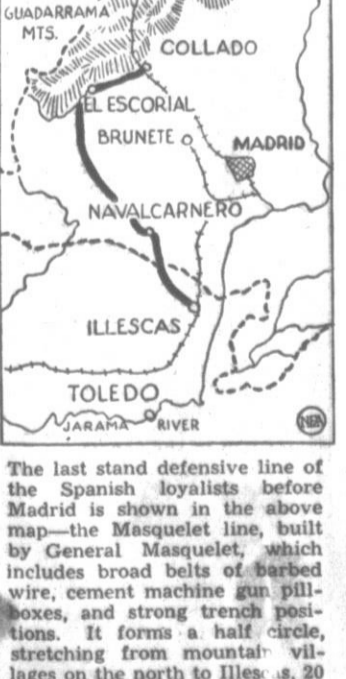 GUADARRAMA
MTS.
COLLADO
EL ESCORIAL
BRUNETE
MADRID
NAVALCARNERO
ILLESCAS
TOLEDO
JARAMA RIVER
NEA
The last stand defensive line of
the Spanish loyalists before
Madrid is shown in the above
map—the Masquelet line, built
by General Masquelet, which
includes broad belts of barbed
wire, cement machine gun pill-
boxes, and strong trench posi-
tions. It forms a half circle,
stretching from mountain vil-
lages on the north to Illescas, 20